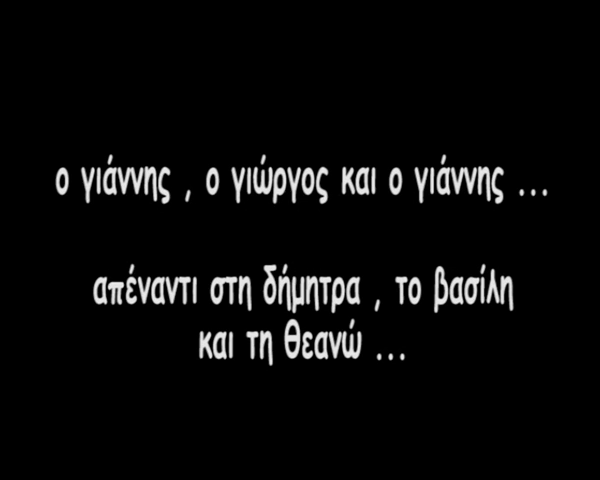 ο γιάννης , ο γιώργος και ο γιάννης ...
απέναντι στη δήμητρα , το βασίλη
και τη θεανώ ...